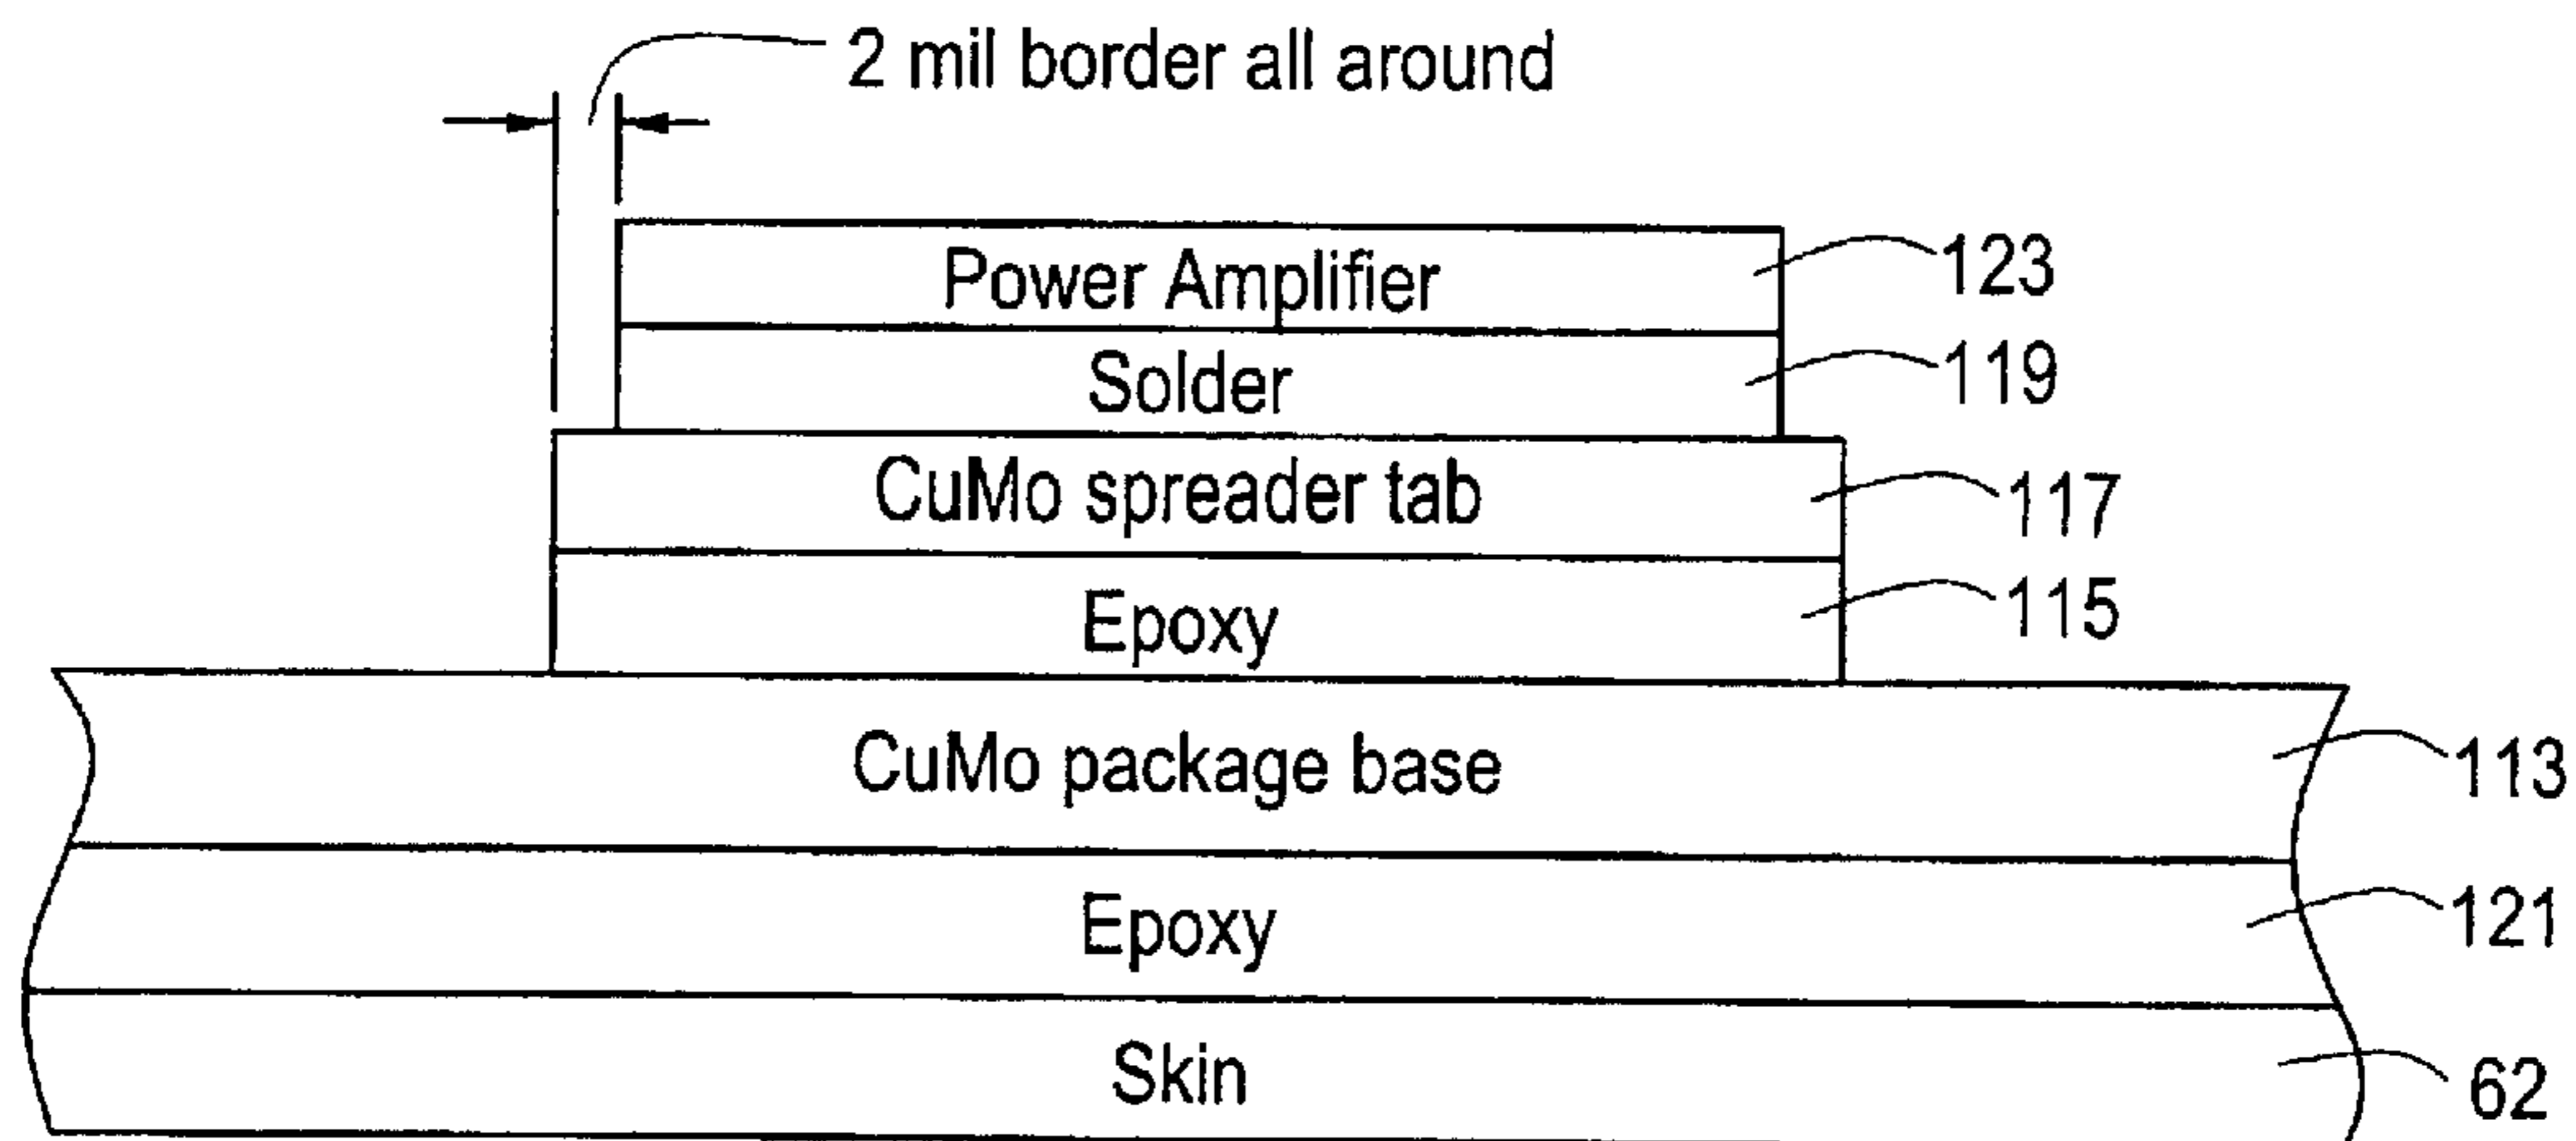 2 mil border all around
Power Amplifier
123
Solder
119
CuMo spreader tab
117
Epoxy
115
CuMo package base
113
Epoxy
121
Skin
62